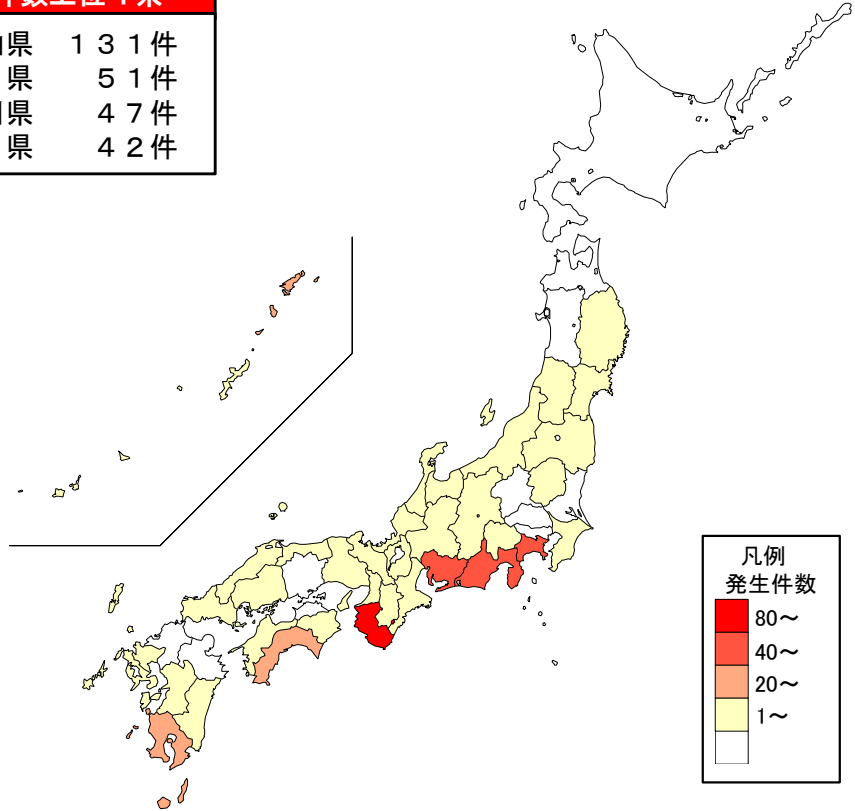 件数上位４県
山県　１３１件
県　５１件
県　４７件
県　４２件
凡例
発生件数
80～
40～
20～
1～